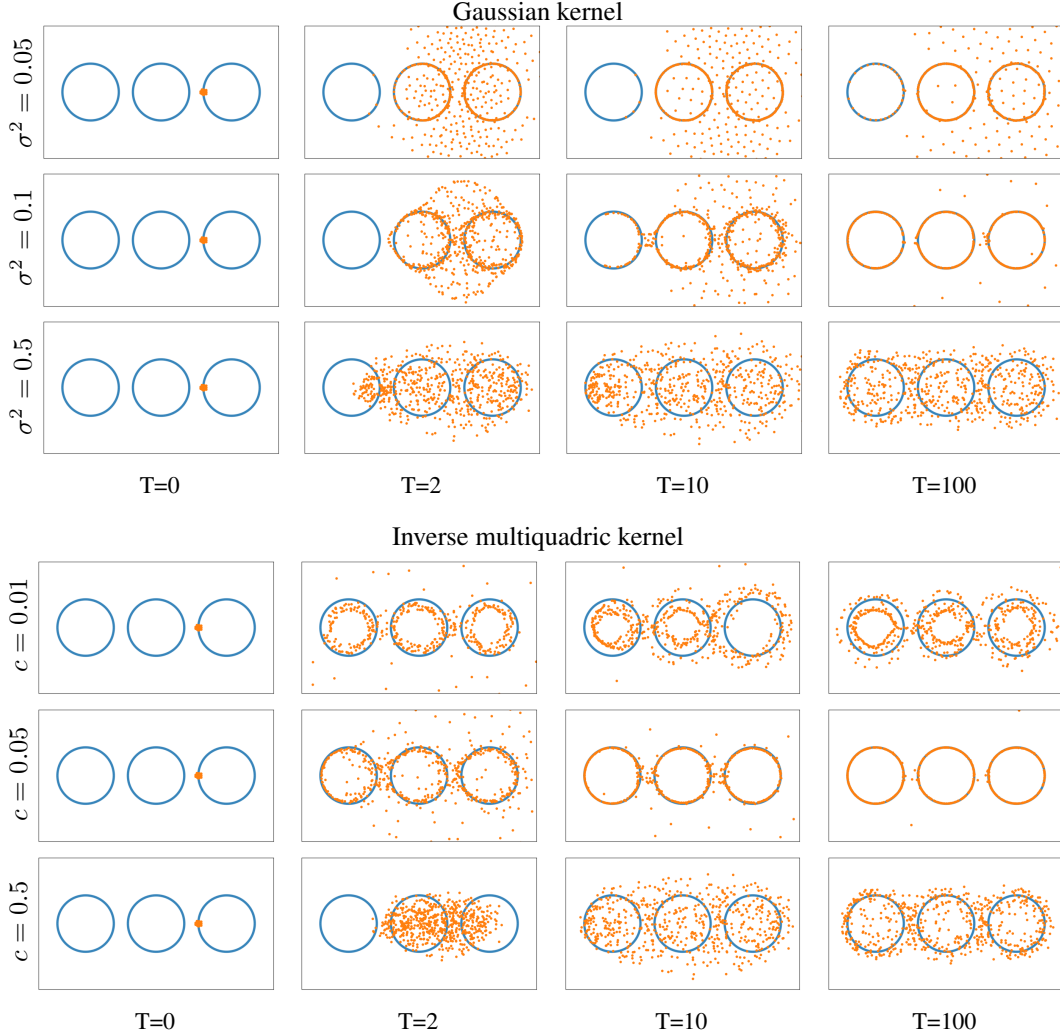 Gaussian kernel
σ² = 0.05
σ² = 0.1
σ² = 0.5
T=0 T=2 T=10 T=100
Inverse multiquadric kernel
c = 0.01
c = 0.05
c = 0.5
T=0 T=2 T=10 T=100